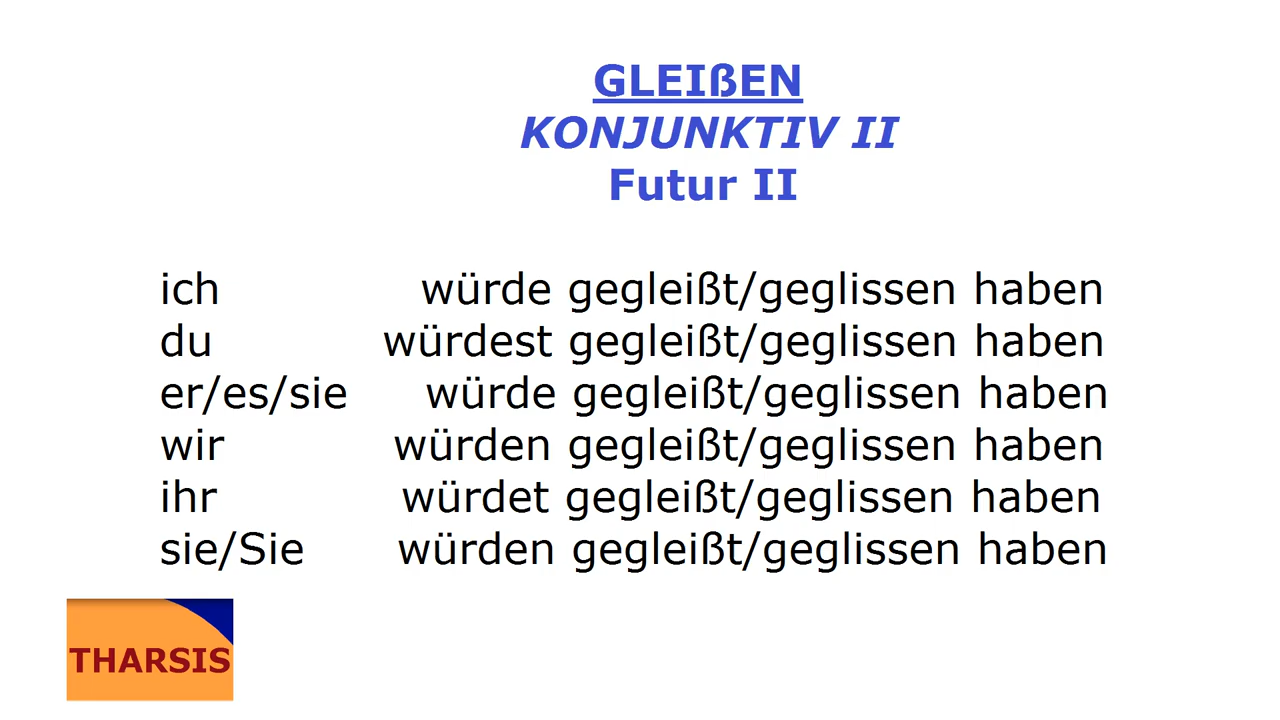 GLEIßEN
KONJUNKTIV II
Futur II
ich würde gegleißt/geglissen haben
du würdest gegleißt/geglissen haben
er/es/sie würde gegleißt/geglissen haben
wir würden gegleißt/geglissen haben
ihr würdet gegleißt/geglissen haben
sie/Sie würden gegleißt/geglissen haben
THARSIS